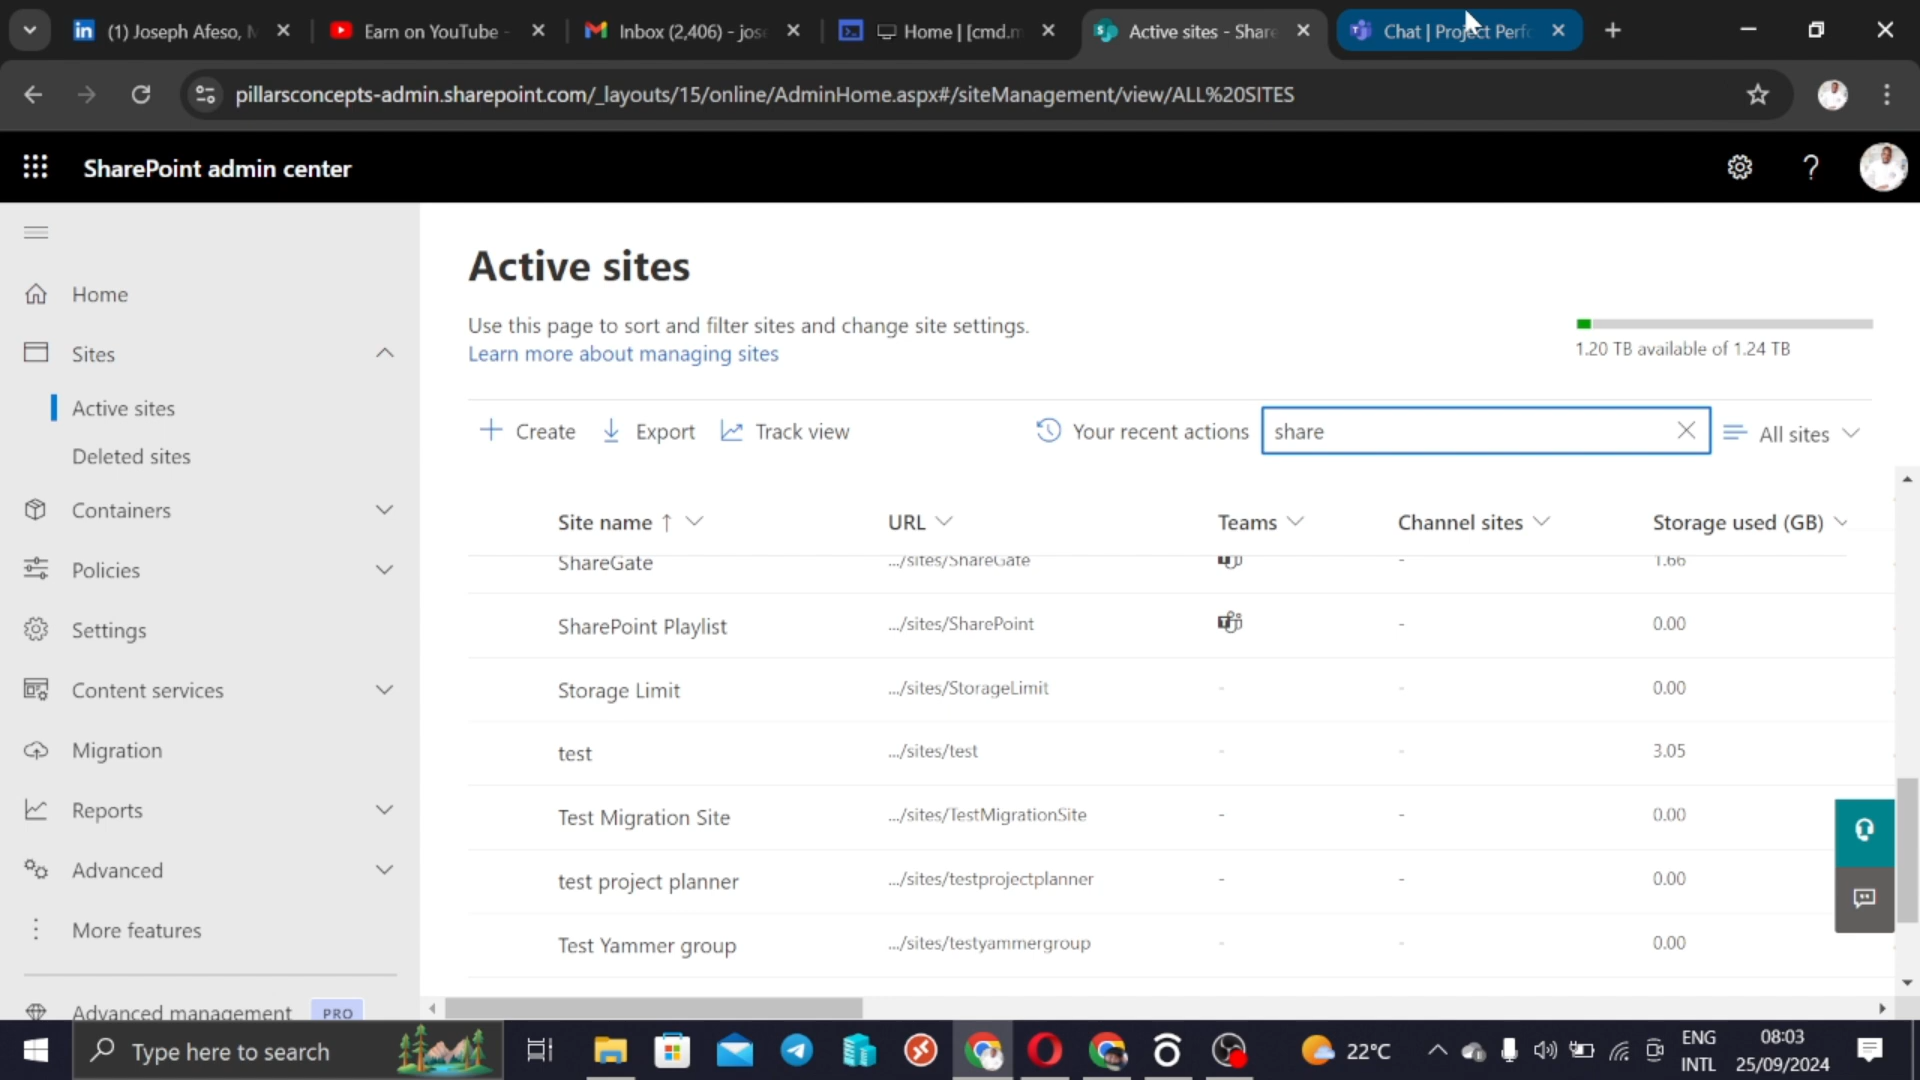 (1) Joseph Afeso, M
Earn on YouTube -
Inbox (2,406) - jose
Home | [cmd.m
Active sites - Share
Chat | Project Perfo
pillarsconcepts-admin.sharepoint.com/_layouts/15/online/AdminHome.aspx#/siteManagement/view/ALL%20SITES
SharePoint admin center
Home
Sites
Active sites
Deleted sites
Containers
Policies
Settings
Content services
Migration
Reports
Advanced
More features
Advanced management PRO
Active sites
Use this page to sort and filter sites and change site settings.
Learn more about managing sites
1.20 TB available of 1.24 TB
Create Export Track view Your recent actions share All sites
Site name ↑ URL Teams Channel sites Storage used (GB)
ShareGate .../sites/ShareGate - 1.66
SharePoint Playlist .../sites/SharePoint - 0.00
Storage Limit .../sites/StorageLimit - - 0.00
test .../sites/test - - 3.05
Test Migration Site .../sites/TestMigrationSite - - 0.00
test project planner .../sites/testprojectplanner - - 0.00
Test Yammer group .../sites/testyammergroup - - 0.00
Type here to search
22°C
ENG
INTL
08:03
25/09/2024